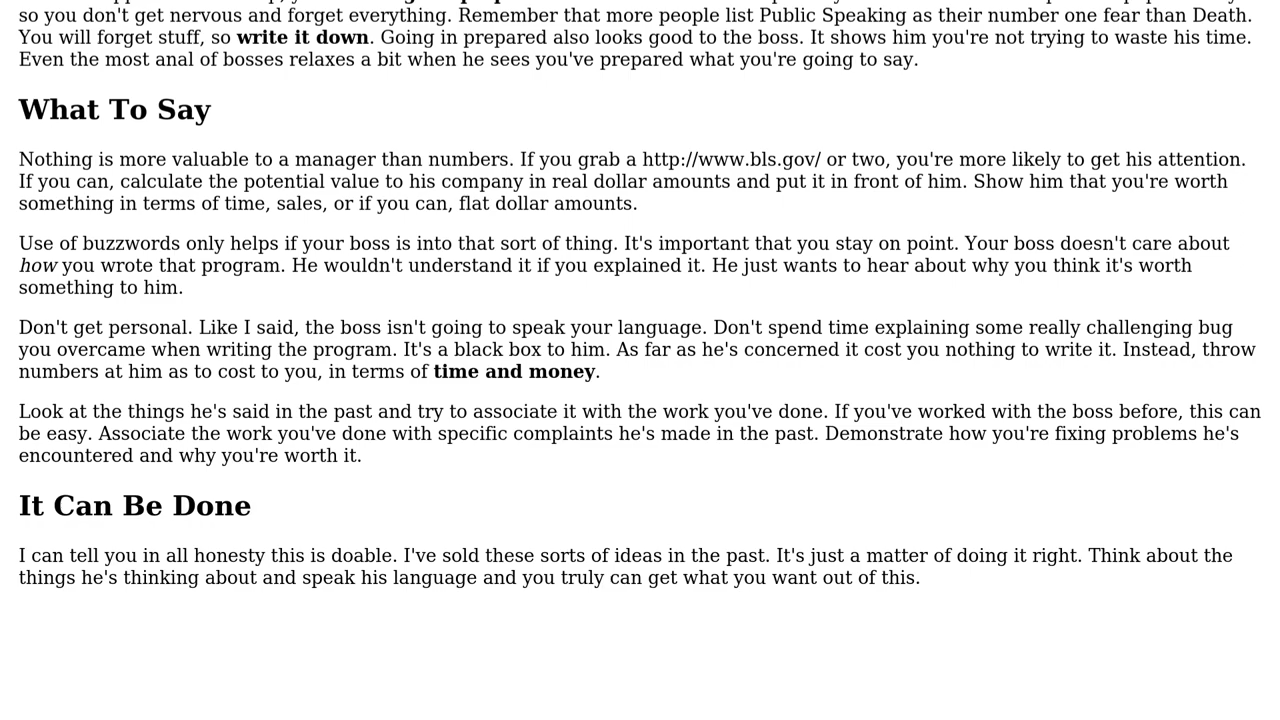 so you don't get nervous and forget everything. Remember that more people list Public Speaking as their number one fear than Death.
You will forget stuff, so write it down. Going in prepared also looks good to the boss. It shows him you're not trying to waste his time.
Even the most anal of bosses relaxes a bit when he sees you've prepared what you're going to say.
What To Say
Nothing is more valuable to a manager than numbers. If you grab a http://www.bls.gov/ or two, you're more likely to get his attention.
If you can, calculate the potential value to his company in real dollar amounts and put it in front of him. Show him that you're worth
something in terms of time, sales, or if you can, flat dollar amounts.
Use of buzzwords only helps if your boss is into that sort of thing. It's important that you stay on point. Your boss doesn't care about
how you wrote that program. He wouldn't understand it if you explained it. He just wants to hear about why you think it's worth
something to him.
Don't get personal. Like I said, the boss isn't going to speak your language. Don't spend time explaining some really challenging bug
you overcame when writing the program. It's a black box to him. As far as he's concerned it cost you nothing to write it. Instead, throw
numbers at him as to cost to you, in terms of time and money.
Look at the things he's said in the past and try to associate it with the work you've done. If you've worked with the boss before, this can
be easy. Associate the work you've done with specific complaints he's made in the past. Demonstrate how you're fixing problems he's
encountered and why you're worth it.
It Can Be Done
I can tell you in all honesty this is doable. I've sold these sorts of ideas in the past. It's just a matter of doing it right. Think about the
things he's thinking about and speak his language and you truly can get what you want out of this.